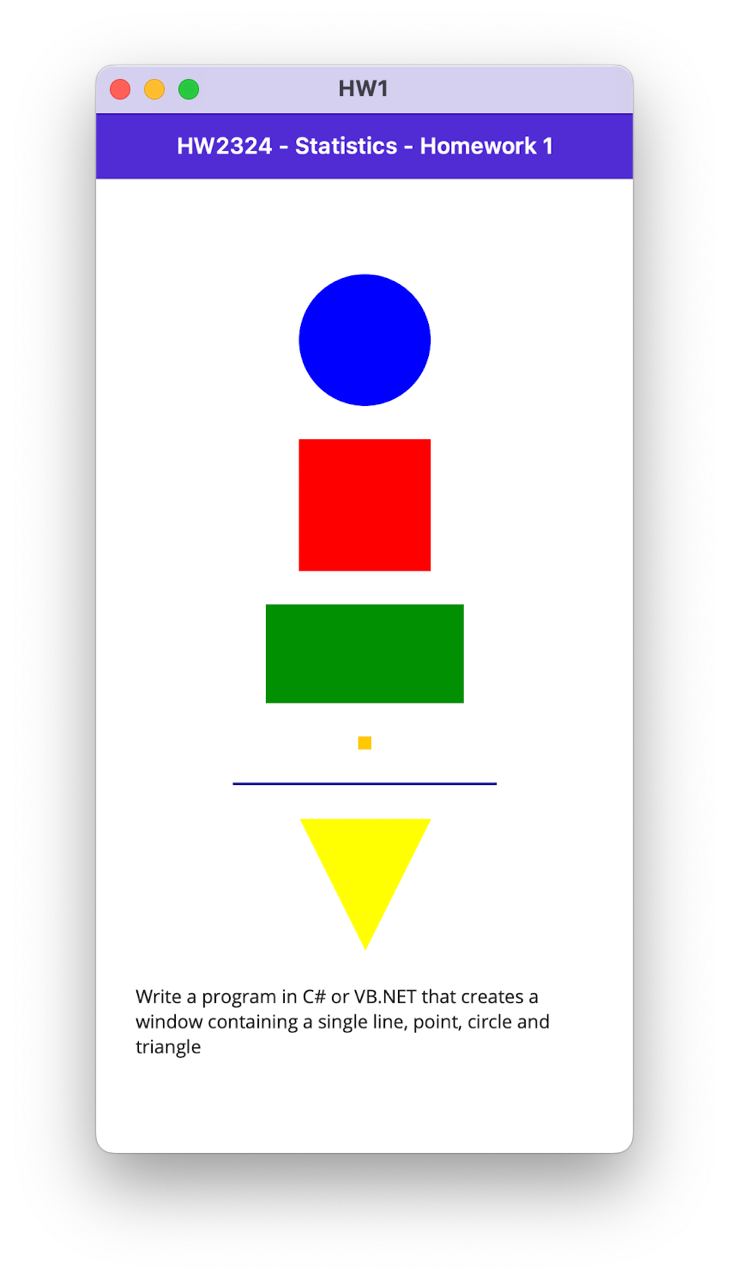 HW1
HW2324 - Statistics - Homework 1
Write a program in C# or VB.NET that creates a
window containing a single line, point, circle and
triangle